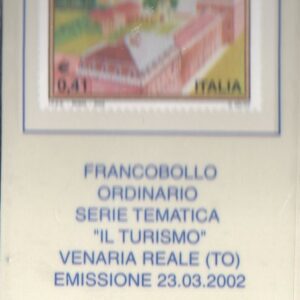 €
0,41
ITALIA
FRANCOBOLLO
ORDINARIO
SERIE TEMATICA
"IL TURISMO"
VENARIA REALE (TO)
EMISSIONE 23.03.2002